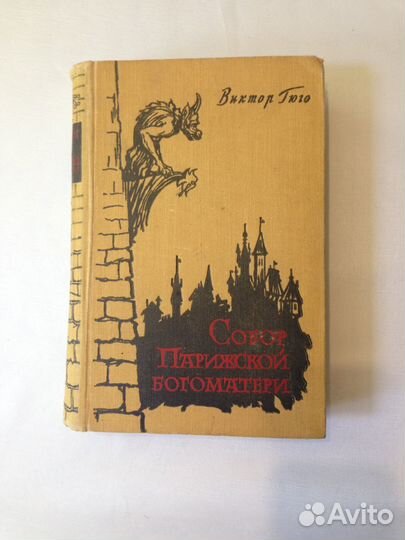 Виктор Гюго
Собор
Парижской
богоматери
Avito